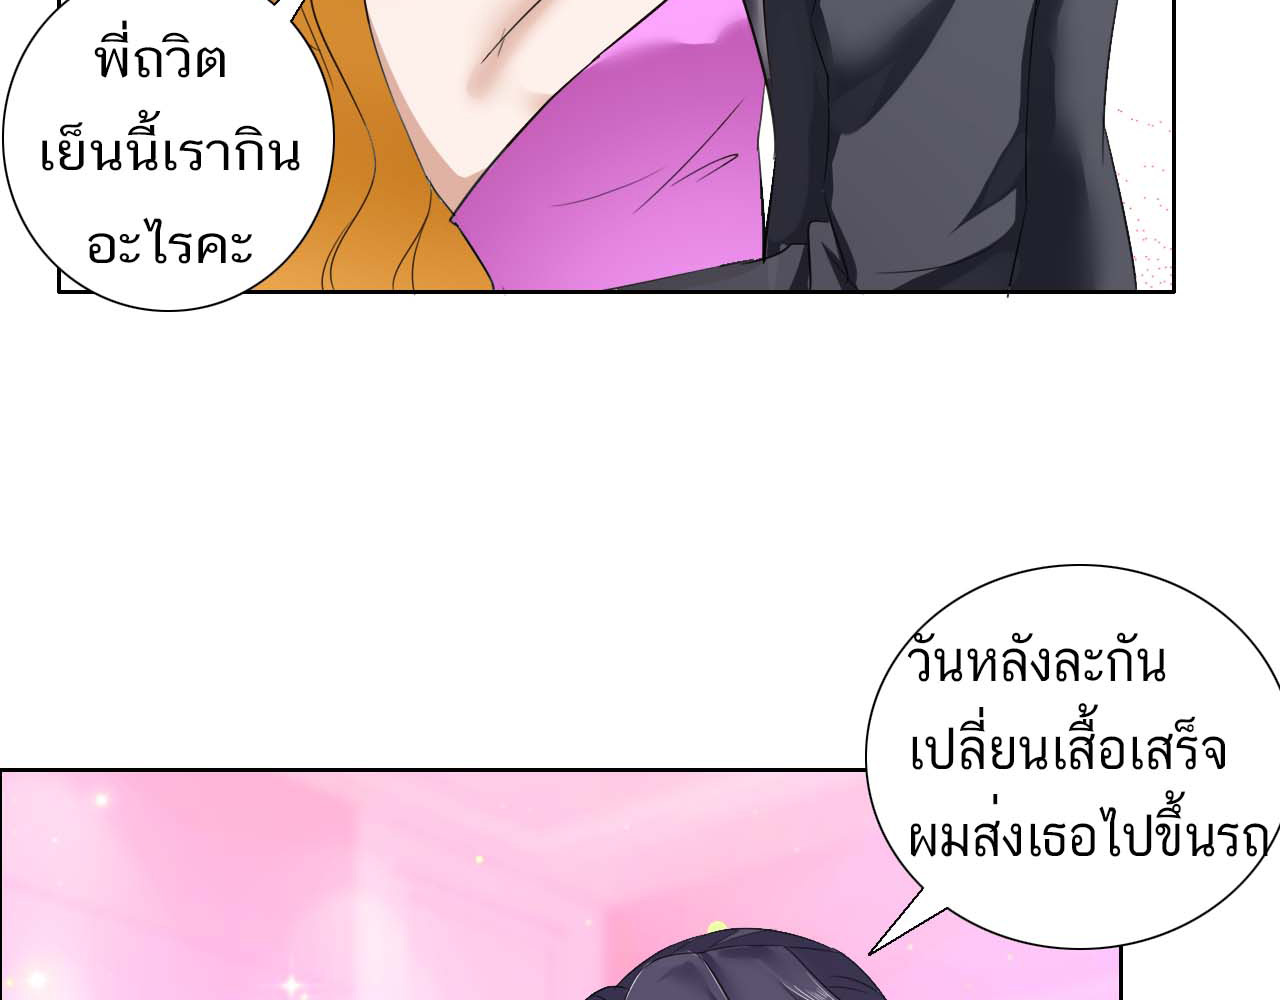 พี่ถวิต
เย็นนี้เรากิน
อะไรคะ
วันหลังละกัน
เปลี่ยนเสื้อเสร็จ
ผมส่งเธอไปขึ้นรถ